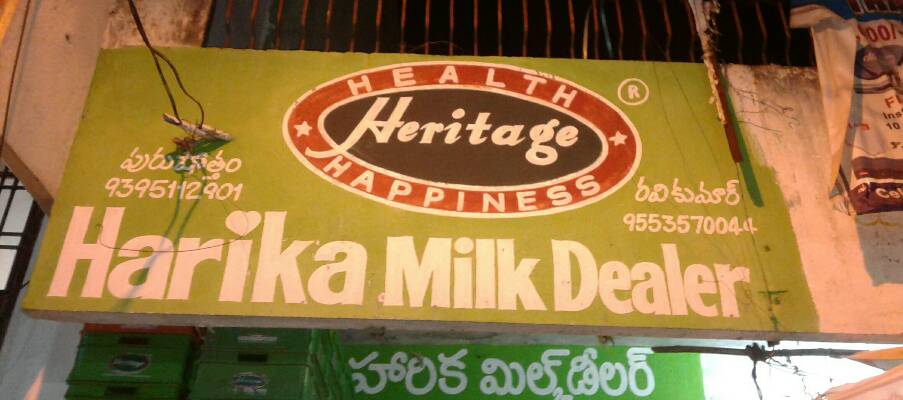 HEALTH
Heritage
HAPPINESS
®
పురుషోత్తం
9395112901
రవికుమార్
9553570044
Harika Milk Dealer
హారిక మిల్క్‌డీలర్